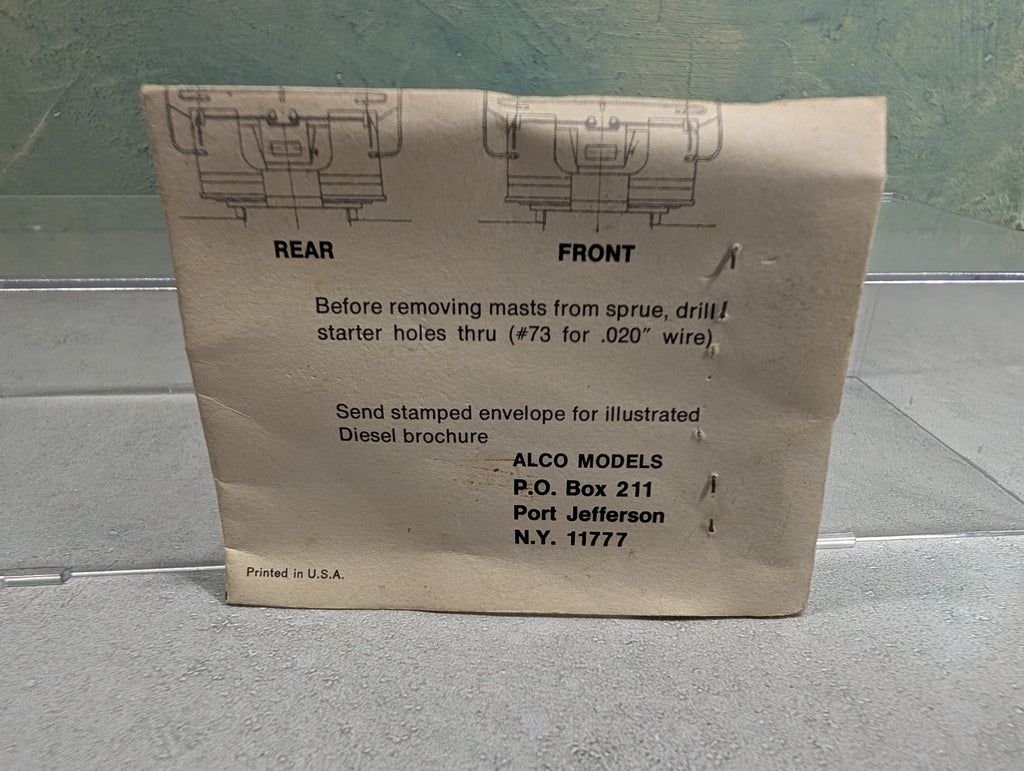 REAR
FRONT
Before removing masts from sprue, drill
starter holes thru (#73 for .020" wire)
Send stamped envelope for illustrated
Diesel brochure
ALCO MODELS
P.O. Box 211
Port Jefferson
N.Y. 11777
Printed in U.S.A.